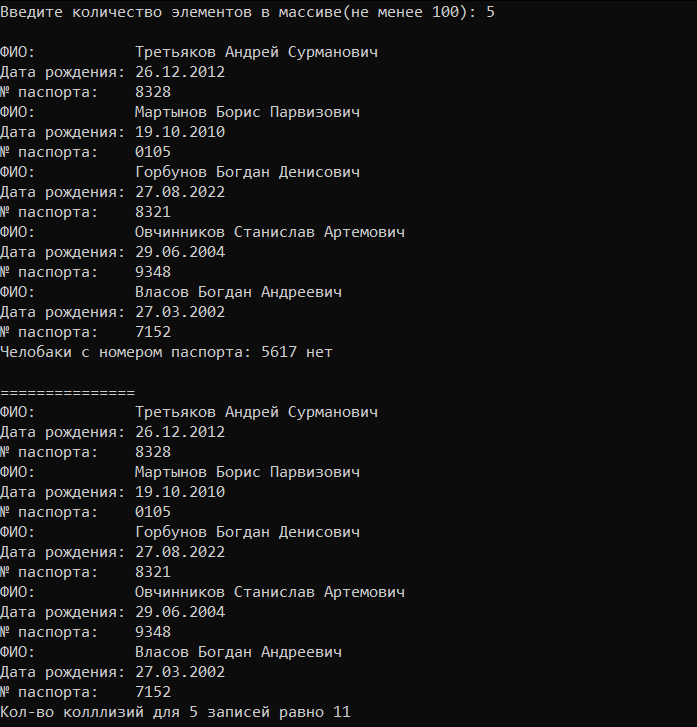 Введите количество элементов в массиве(не менее 100): 5
ФИО: Третьяков Андрей Сурманович
Дата рождения: 26.12.2012
№ паспорта: 8328
ФИО: Мартынов Борис Парвизович
Дата рождения: 19.10.2010
№ паспорта: 0105
ФИО: Горбунов Богдан Денисович
Дата рождения: 27.08.2022
№ паспорта: 8321
ФИО: Овчинников Станислав Артемович
Дата рождения: 29.06.2004
№ паспорта: 9348
ФИО: Власов Богдан Андреевич
Дата рождения: 27.03.2002
№ паспорта: 7152
Челобаки с номером паспорта: 5617 нет
===============
ФИО: Третьяков Андрей Сурманович
Дата рождения: 26.12.2012
№ паспорта: 8328
ФИО: Мартынов Борис Парвизович
Дата рождения: 19.10.2010
№ паспорта: 0105
ФИО: Горбунов Богдан Денисович
Дата рождения: 27.08.2022
№ паспорта: 8321
ФИО: Овчинников Станислав Артемович
Дата рождения: 29.06.2004
№ паспорта: 9348
ФИО: Власов Богдан Андреевич
Дата рождения: 27.03.2002
№ паспорта: 7152
Кол-во колллизий для 5 записей равно 11